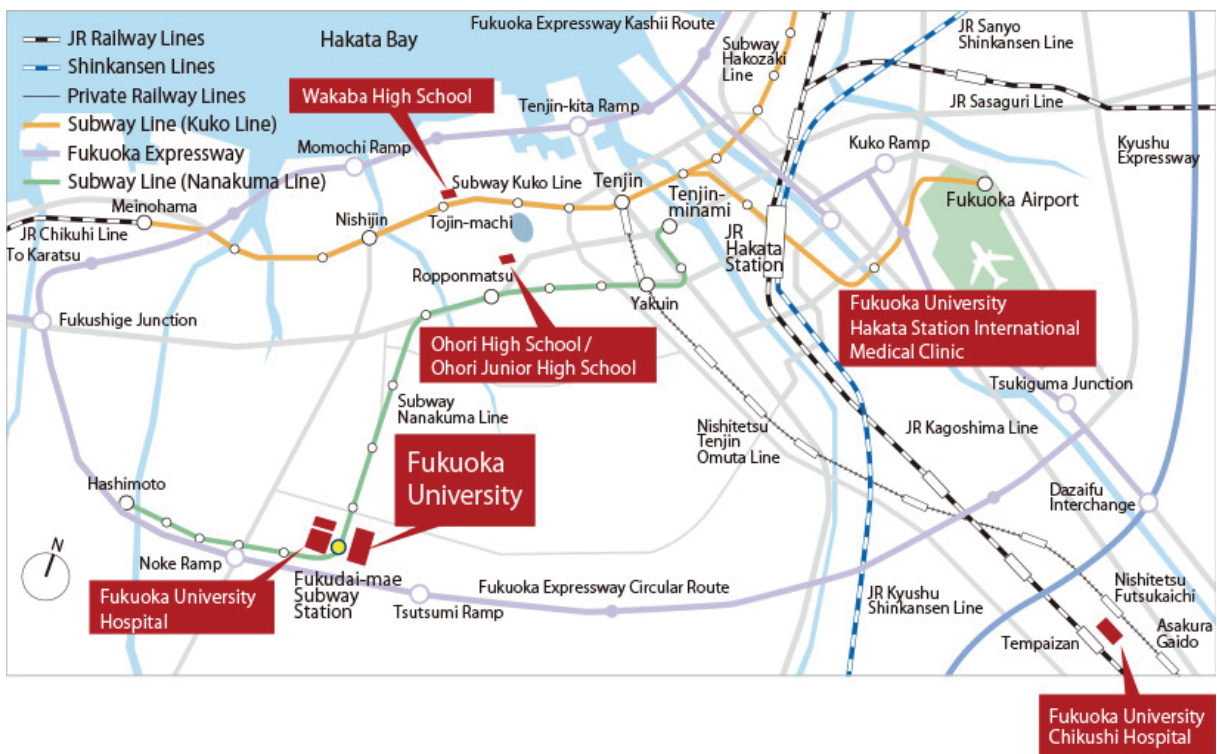 JR Railway Lines
Shinkansen Lines
Private Railway Lines
Subway Line (Kuko Line)
Fukuoka Expressway
Subway Line (Nanakuma Line)
Hakata Bay
Fukuoka Expressway Kashii Route
Subway
Hakozaki
Line
JR Sanyo
Shinkansen Line
JR Sasaguri Line
Kyushu
Expressway
Wakaba High School
Tenjin-kita Ramp
Momochi Ramp
Kuko Ramp
Meinohama
JR Chikuhi Line
To Karatsu
Nishijin
Tojin-machi
Subway Kuko Line
Tenjin
Tenjin-
minami
JR
Hakata
Station
Fukuoka Airport
Ropponmatsu
Yakuin
Fukushige Junction
Ohori High School /
Ohori Junior High School
Fukuoka University
Hakata Station International
Medical Clinic
Tsukiguma Junction
Subway
Nanakuma Line
Nishitetsu
Tenjin
Omuta Line
JR Kagoshima Line
Fukuoka
University
Hashimoto
Dazaifu
Interchange
N
Noke Ramp
Fukudai-mae
Subway
Station
Fukuoka University
Hospital
Tsutsumi Ramp
Fukuoka Expressway Circular Route
JR Kyushu
Shinkansen Line
Nishitetsu
Futsukaichi
Asakura
Gaido
Tempaizan
Fukuoka University
Chikushi Hospital